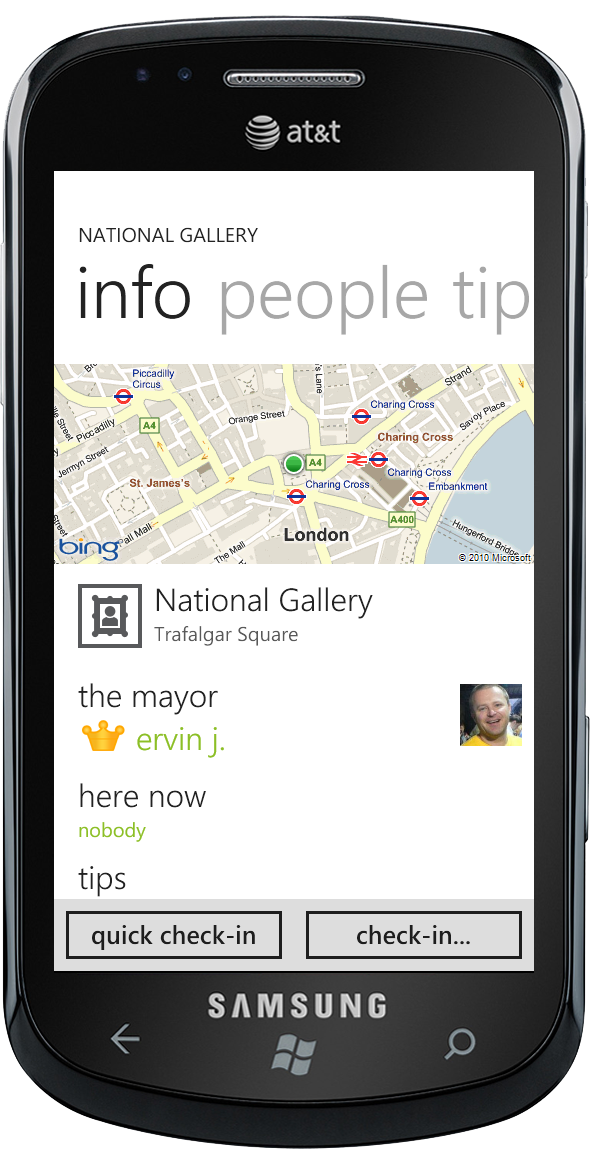 at&t
NATIONAL GALLERY
info people tip
Piccadilly
Circus
Strand
s Lane
Charing Cross
Savoy Place
Orange Street
A4
Piccadilly
Charing Cross
Jermyn Street
A4
Charing Cross
St. James's
Charing Cross
Embankment
A400
Pall Mall
London
Hungerford Bridge
The Mall
bing
© 2010 Microsoft
National Gallery
Trafalgar Square
the mayor
ervin j.
here now
nobody
tips
quick check-in
check-in...
SAMSUNG